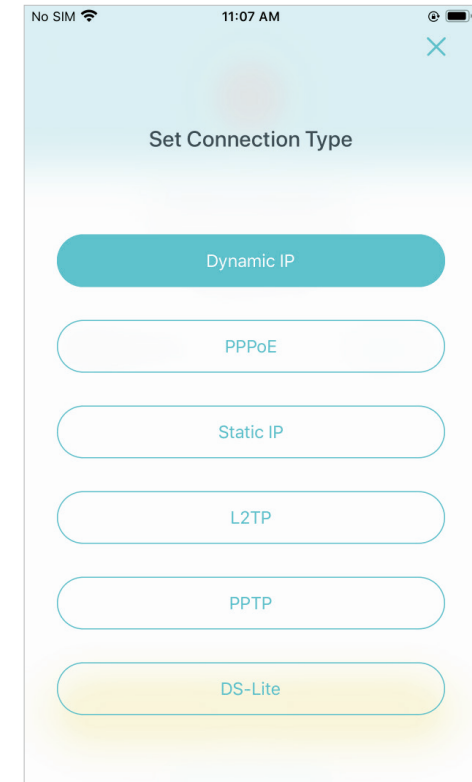 No SIM 11:07 AM
Set Connection Type
Dynamic IP
PPPoE
Static IP
L2TP
PPTP
DS-Lite